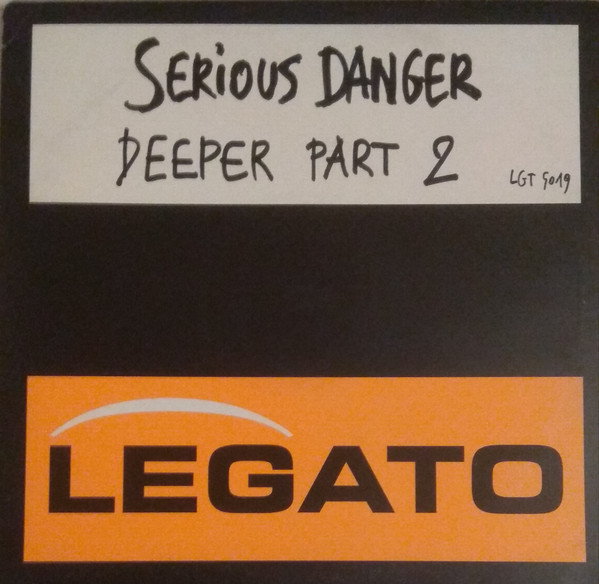 SERIOUS DANGER
DEEPER PART 2
LGT 5019
LEGATO